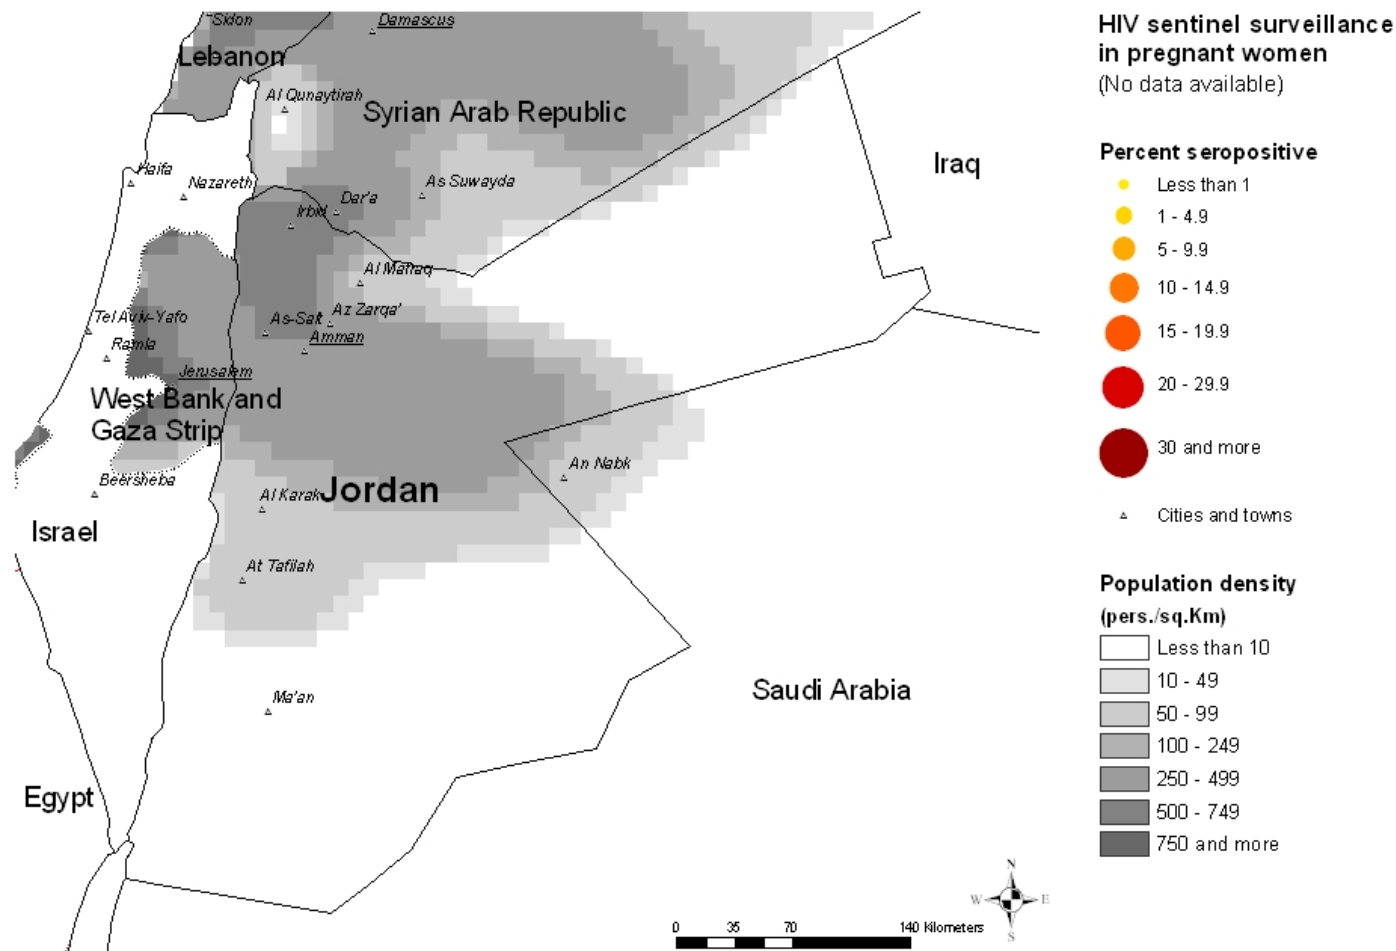 Sidon
Damascus
Lebanon
Al Qunaytirah
Syrian Arab Republic
Iraq
Haifa
Nazareth
As Suwayda
Dar'a
Irbid
Al Mafraq
Tel Aviv-Yafo
As-Salt
Az Zarqa'
Ramla
Amman
Jerusalem
West Bank and
Gaza Strip
An Nabk
Beersheba
Al Karak
Jordan
Israel
At Tafilah
Ma'an
Saudi Arabia
Egypt
HIV sentinel surveillance
in pregnant women
(No data available)
Percent seropositive
Less than 1
1 - 4.9
5 - 9.9
10 - 14.9
15 - 19.9
20 - 29.9
30 and more
Cities and towns
Population density
(pers./sq.Km)
Less than 10
10 - 49
50 - 99
100 - 249
250 - 499
500 - 749
750 and more
N
W E
S
0 35 70 140 Kilometers